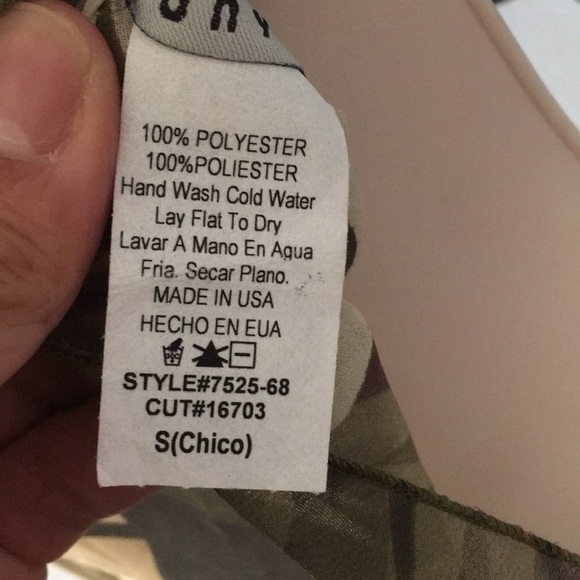 100% POLYESTER
100%POLIESTER
Hand Wash Cold Water
Lay Flat To Dry
Lavar A Mano En Agua
Fria. Secar Plano.
MADE IN USA
HECHO EN EUA
STYLE#7525-68
CUT#16703
S(Chico)